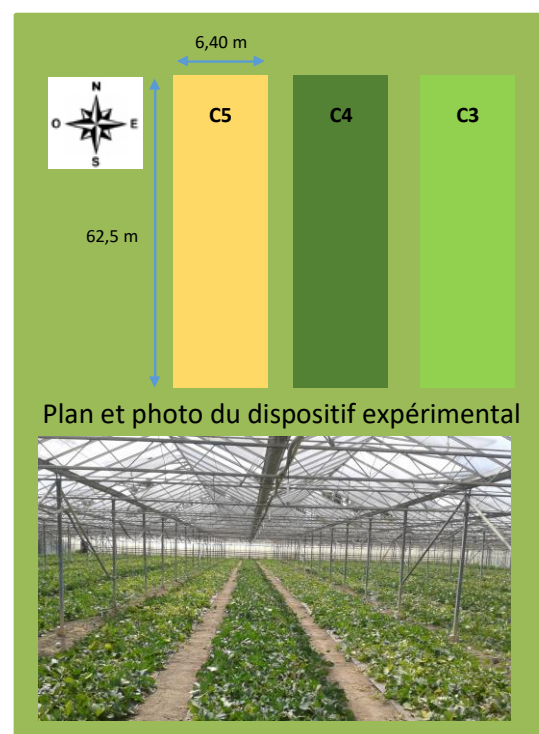 6,40 m
N
O E
S
C5 C4 C3
62,5 m
Plan et photo du dispositif expérimental